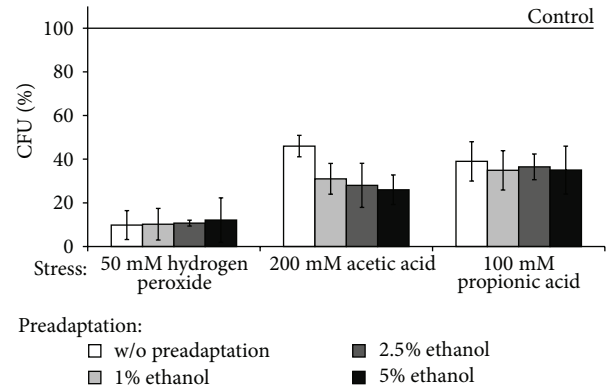 Control
100
80
60
40
20
0
CFU (%)
Stress:
50 mM hydrogen
peroxide
200 mM acetic acid
100 mM
propionic acid
Preadaptation:
w/o preadaptation
1% ethanol
2.5% ethanol
5% ethanol